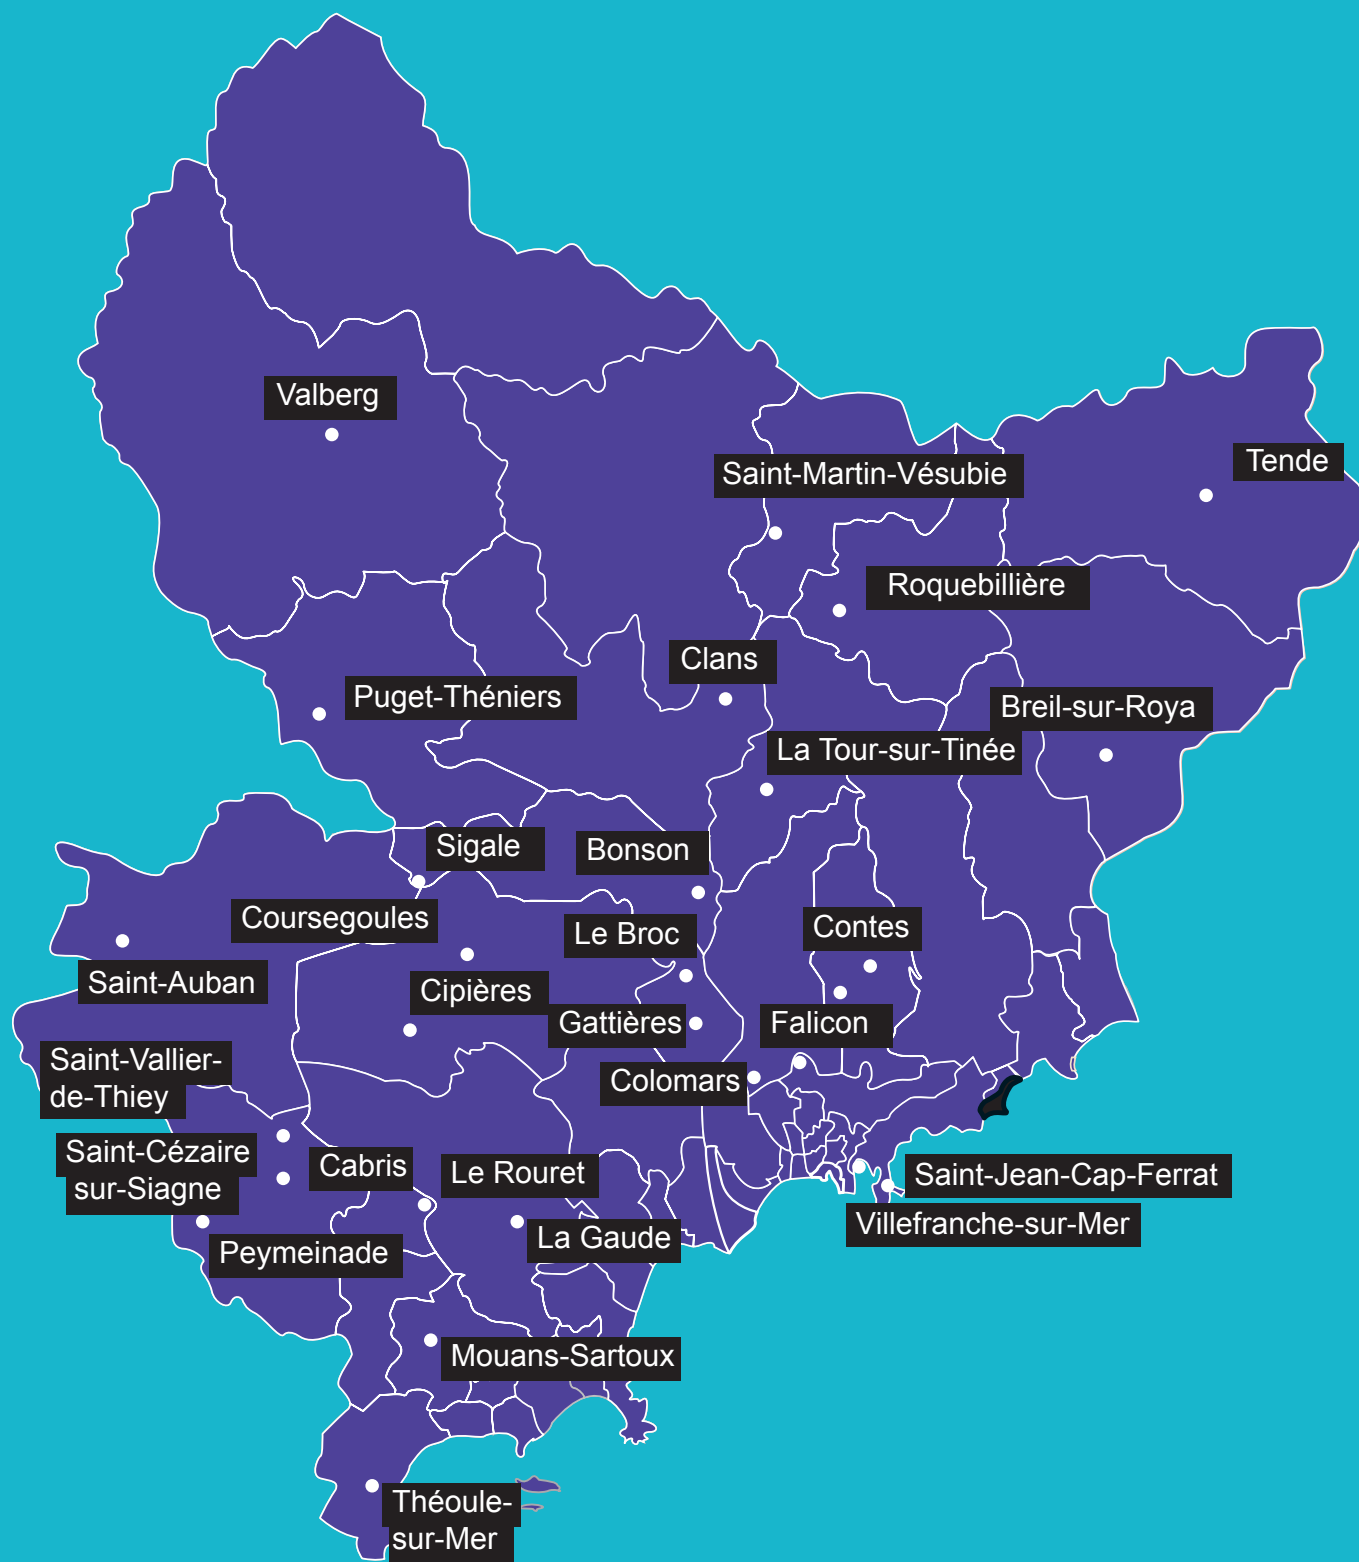 Valberg
Tende
Saint-Martin-Vésubie
Roquebillière
Clans
Puget-Théniers
Breil-sur-Roya
La Tour-sur-Tinée
Sigale
Bonson
Coursegoules
Contes
Le Broc
Saint-Auban
Cipières
Gattières
Falicon
Saint-Vallier-
de-Thiey
Colomars
Saint-Cézaire
sur-Siagne
Cabris
Le Rouret
Saint-Jean-Cap-Ferrat
Villefranche-sur-Mer
La Gaude
Peymeinade
Mouans-Sartoux
Théoule-
sur-Mer